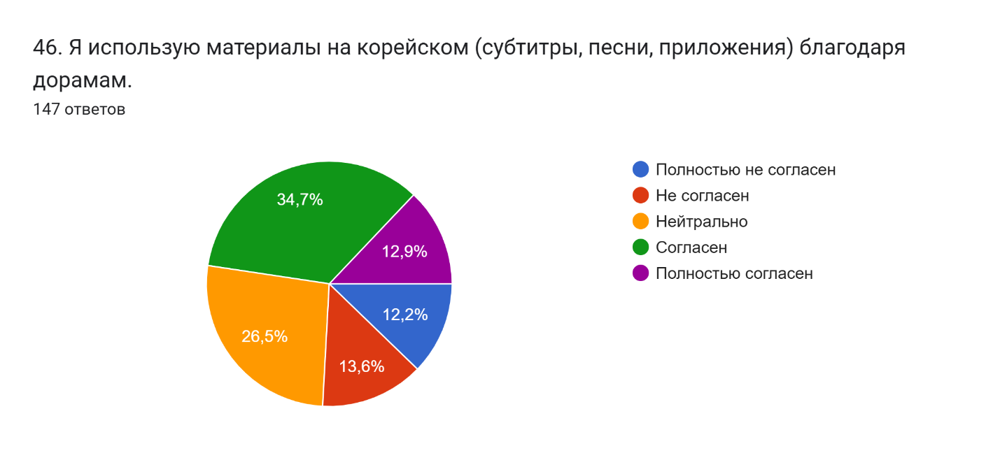 46. Я использую материалы на корейском (субтитры, песни, приложения) благодаря
дорамам.
147 ответов
34,7%
12,9%
12,2%
26,5%
13,6%
Полностью не согласен
Не согласен
Нейтрально
Согласен
Полностью согласен